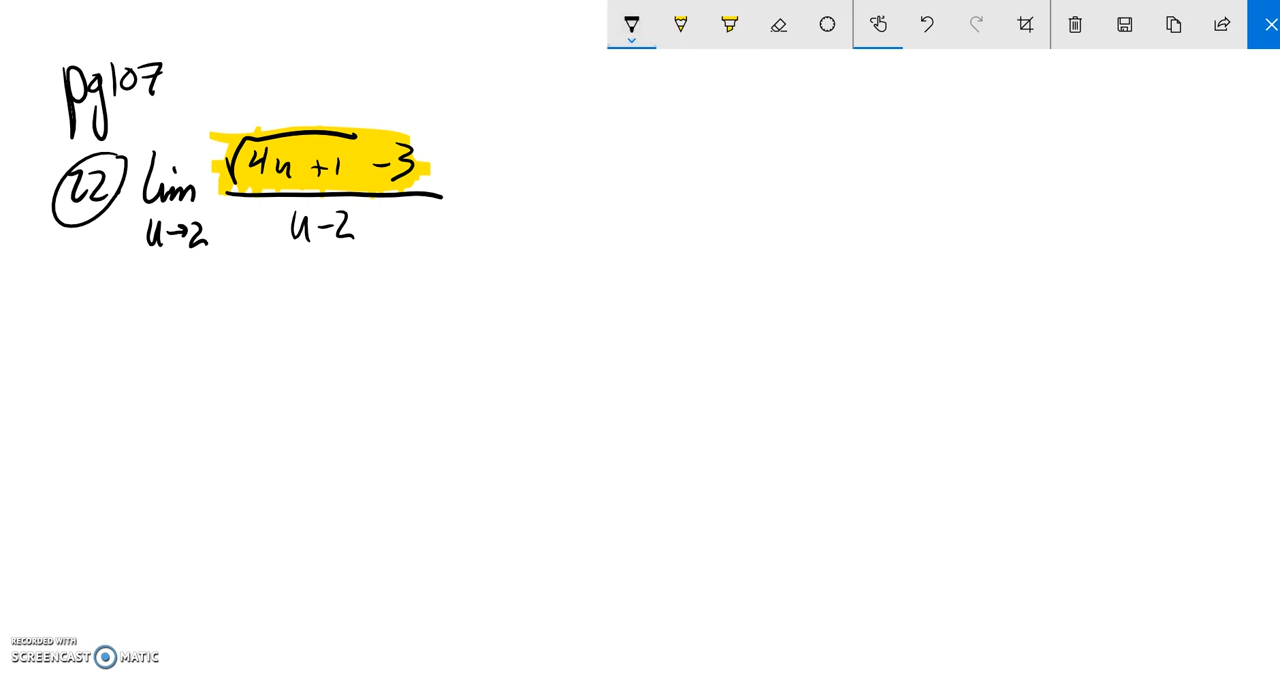 pg107
22 lim √4u+1 -3
u→2 u-2
RECORDED WITH
SCREENCAST MATIC